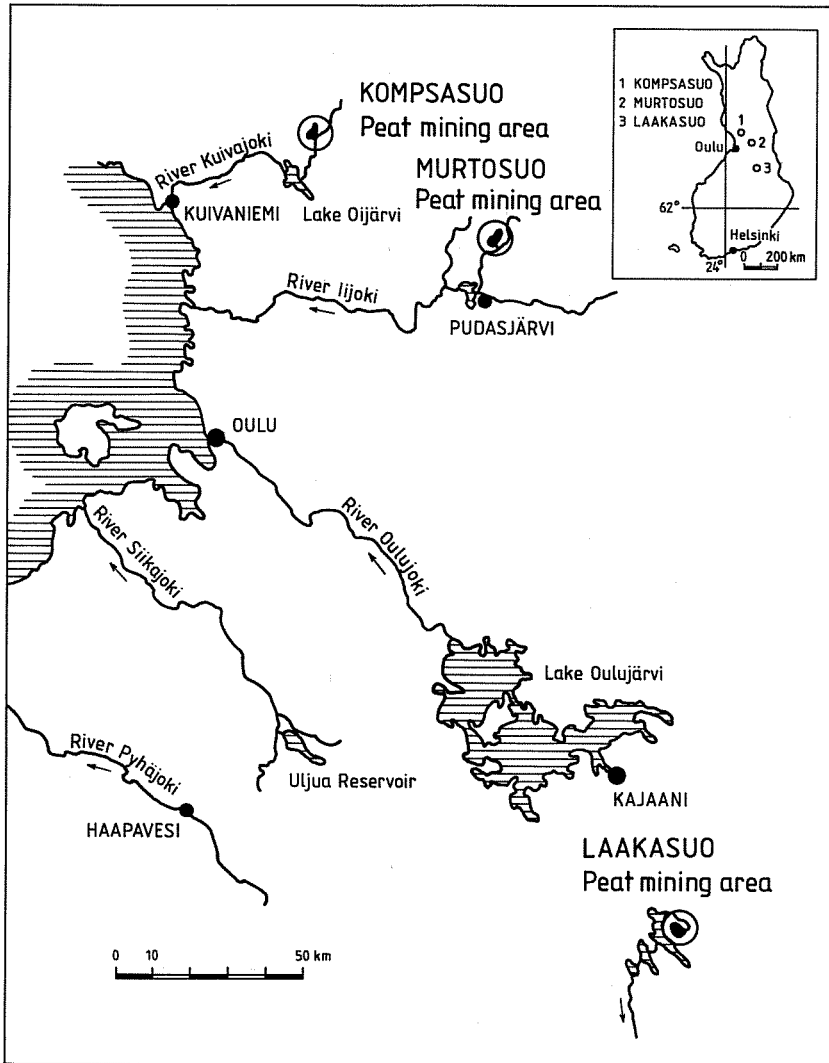 KOMPSASUO
Peat mining area
River Kuivajoki
KUIVANIEMI
Lake Oijärvi
MURTOSUO
Peat mining area
River Iijoki
PUDASJÄRVI
OULU
River Oulujoki
River Siikajoki
Lake Oulujärvi
River Pyhäjoki
Uljua Reservoir
KAJAANI
HAAPAVESI
LAAKASUO
Peat mining area
0 10 50 km
1 KOMPSASUO
2 MURTOSUO
3 LAAKASUO
1
Oulu 2
3
62°
Helsinki
24° 0 200 km